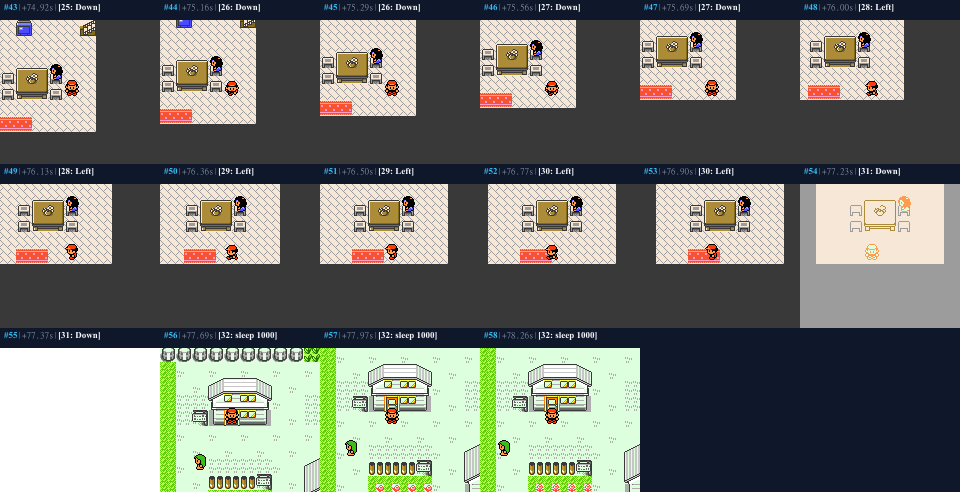 #43|+74.92s| [25: Down]
#44|+75.16s| [26: Down]
#45|+75.29s| [26: Down]
#46|+75.56s| [27: Down]
#47|+75.69s| [27: Down]
#48|+76.00s| [28: Left]
#49|+76.13s| [28: Left]
#50|+76.36s| [29: Left]
#51|+76.50s| [29: Left]
#52|+76.77s| [30: Left]
#53|+76.90s| [30: Left]
#54|+77.23s| [31: Down]
#55|+77.37s| [31: Down]
#56|+77.69s| [32: sleep 1000]
#57|+77.97s| [32: sleep 1000]
#58|+78.26s| [32: sleep 1000]